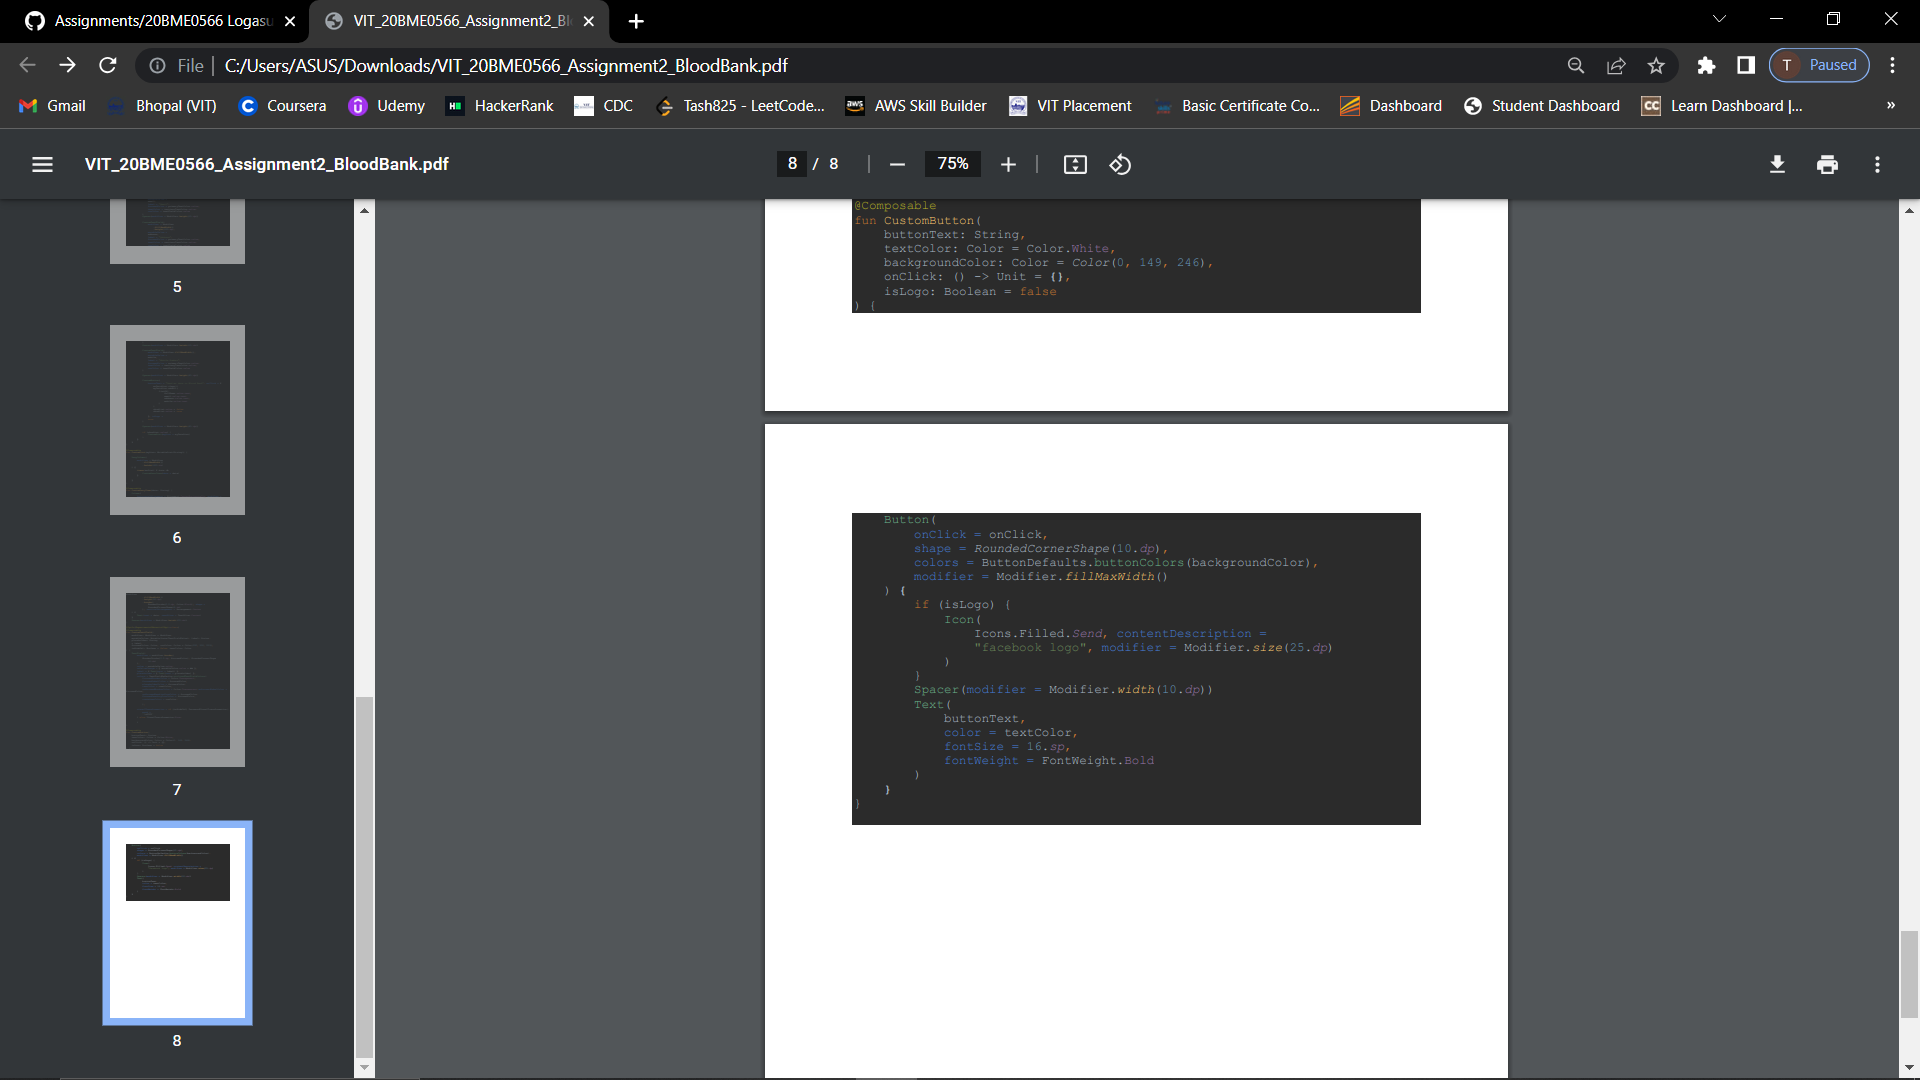 Assignments/20BME0566 Logasu
VIT_20BME0566_Assignment2_Bl
File
C:/Users/ASUS/Downloads/VIT_20BME0566_Assignment2_BloodBank.pdf
T Paused
Gmail
Bhopal (VIT)
Coursera
Udemy
HackerRank
CDC
Tash825 - LeetCode...
AWS Skill Builder
VIT Placement
Basic Certificate Co...
Dashboard
Student Dashboard
Learn Dashboard |...
»
VIT_20BME0566_Assignment2_BloodBank.pdf
8 / 8
75%
5
6
7
8
@Composable
fun CustomButton(
    buttonText: String,
    textColor: Color = Color.White,
    backgroundColor: Color = Color(0, 149, 246),
    onClick: () -> Unit = {},
    isLogo: Boolean = false
) {
    Button(
        onClick = onClick,
        shape = RoundedCornerShape(10.dp),
        colors = ButtonDefaults.buttonColors(backgroundColor),
        modifier = Modifier.fillMaxWidth()
    ) {
        if (isLogo) {
            Icon(
                Icons.Filled.Send, contentDescription =
                "facebook logo", modifier = Modifier.size(25.dp)
            )
        }
        Spacer(modifier = Modifier.width(10.dp))
        Text(
            buttonText,
            color = textColor,
            fontSize = 16.sp,
            fontWeight = FontWeight.Bold
        )
    }
}